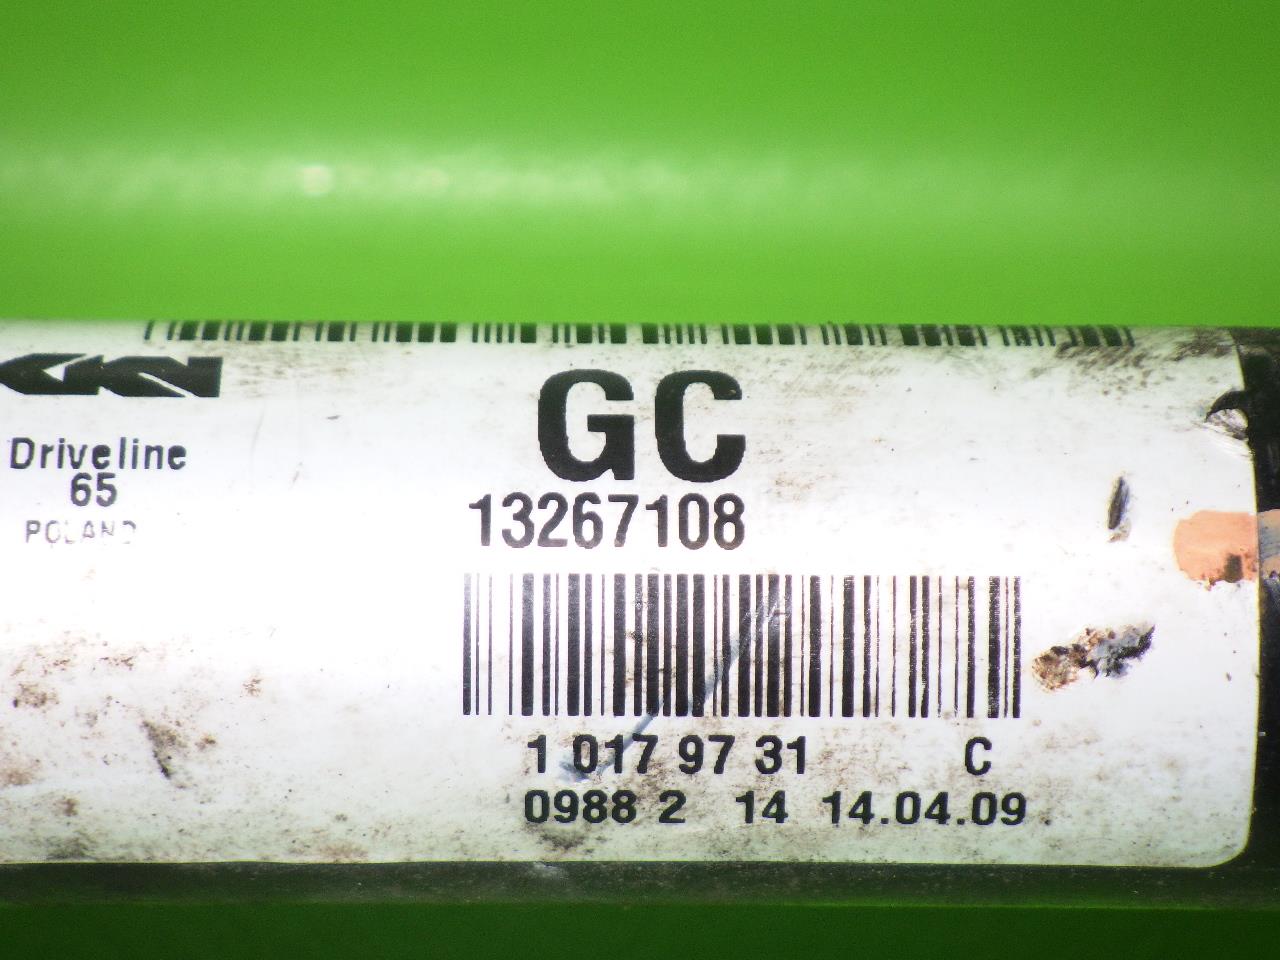 GKN
Driveline
65
POLAND
GC
13267108
1 017 97 31 C
0988 2 14 14.04.09